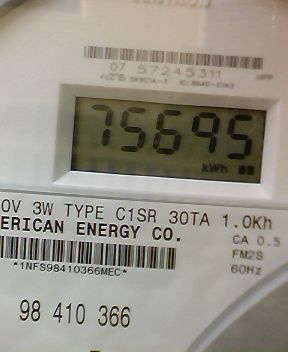 07 57245311
75695
kWh
0V 3W TYPE C1SR 30TA 1.0Kh
ERICAN ENERGY CO.
CA 0.5
*1NFS98410366MEC*
FM2S
60Hz
98 410 366